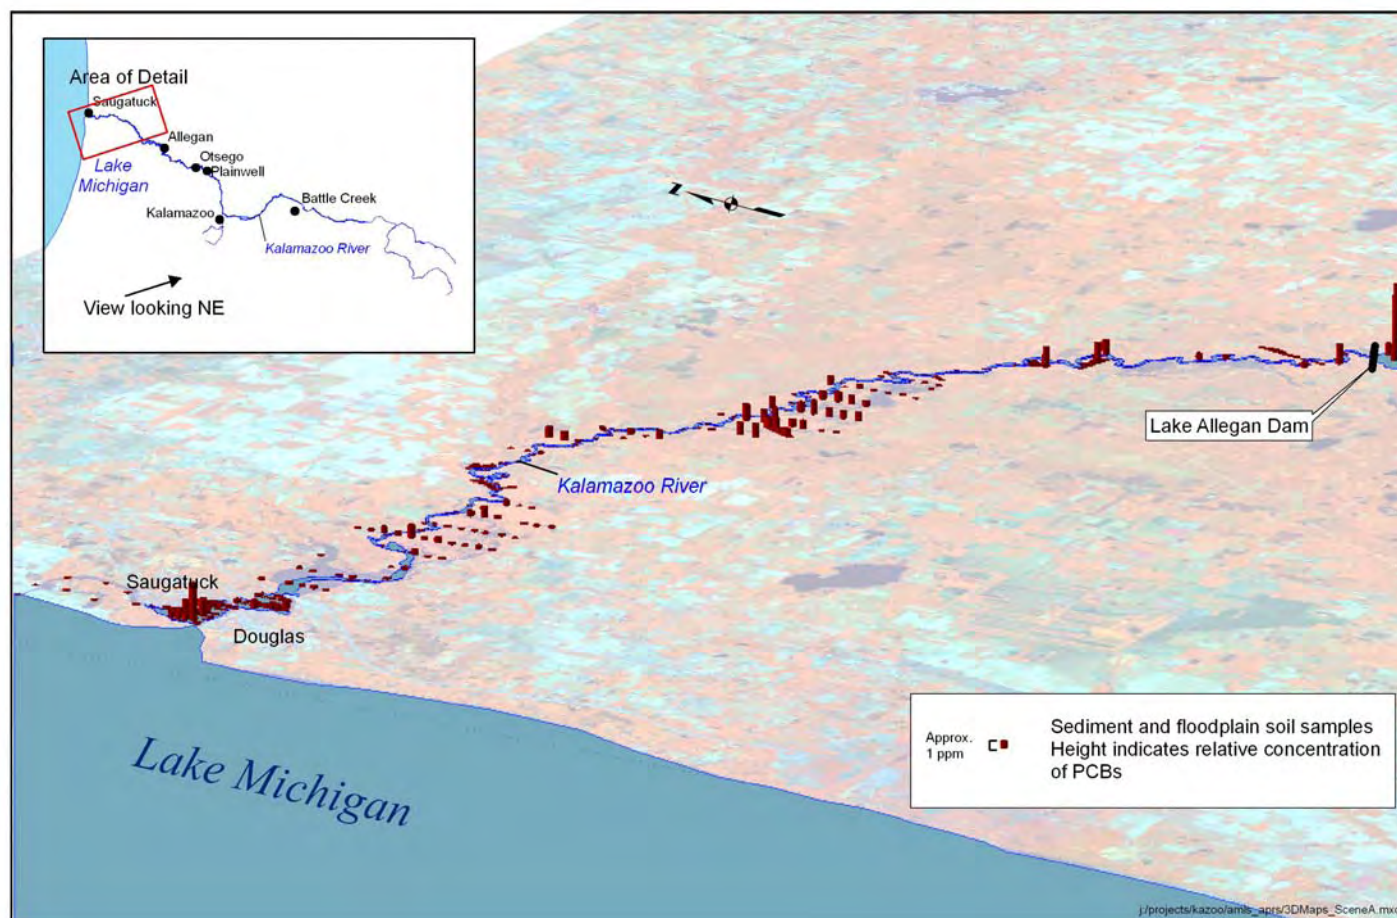 Area of Detail
Saugatuck
Allegan
Otsego
Plainwell
Lake
Michigan
Battle Creek
Kalamazoo
Kalamazoo River
View looking NE
N
Lake Allegan Dam
Kalamazoo River
Saugatuck
Douglas
Lake Michigan
Approx.
1 ppm
Sediment and floodplain soil samples
Height indicates relative concentration
of PCBs
j:/projects/kazoo/amls_aprs/3DMaps_SceneA.mxd